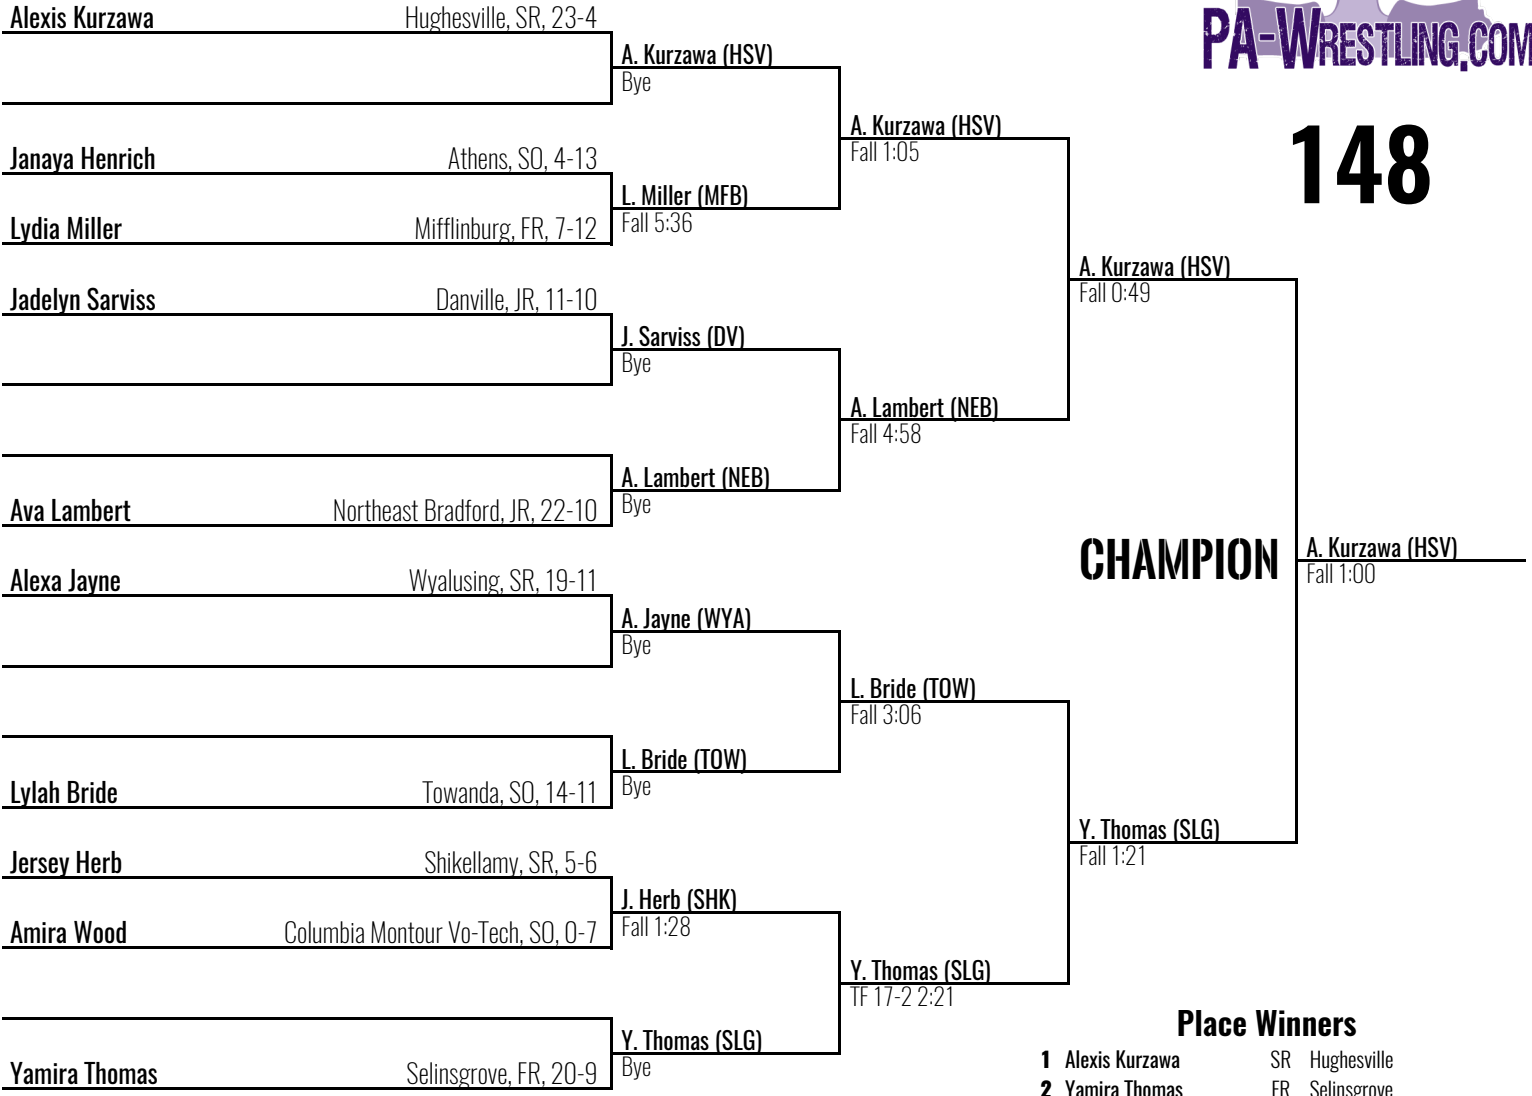 Alexis Kurzawa Hughesville, SR, 23-4
PA-WRESTLING.COM
A. Kurzawa (HSV)
Bye
A. Kurzawa (HSV)
Fall 1:05
148
Janaya Henrich Athens, SO, 4-13
L. Miller (MFB)
Fall 5:36
Lydia Miller Mifflinburg, FR, 7-12
A. Kurzawa (HSV)
Fall 0:49
Jadelyn Sarviss Danville, JR, 11-10
J. Sarviss (DV)
Bye
A. Lambert (NEB)
Fall 4:58
A. Lambert (NEB)
Bye
Ava Lambert Northeast Bradford, JR, 22-10
CHAMPION
A. Kurzawa (HSV)
Fall 1:00
Alexa Jayne Wyalusing, SR, 19-11
A. Jayne (WYA)
Bye
L. Bride (TOW)
Fall 3:06
L. Bride (TOW)
Bye
Lylah Bride Towanda, SO, 14-11
Y. Thomas (SLG)
Fall 1:21
Jersey Herb Shikellamy, SR, 5-6
J. Herb (SHK)
Fall 1:28
Amira Wood Columbia Montour Vo-Tech, SO, 0-7
Y. Thomas (SLG)
TF 17-2 2:21
Y. Thomas (SLG)
Bye
Yamira Thomas Selinsgrove, FR, 20-9
Place Winners
1 Alexis Kurzawa SR Hughesville
2 Yamira Thomas FR Selinsgrove